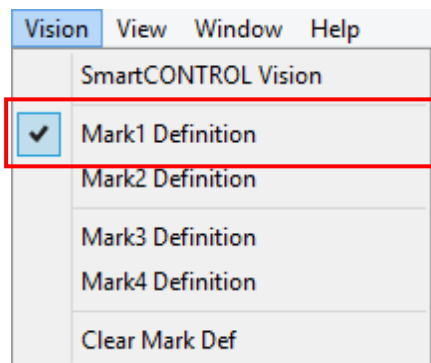 Vision View Window Help
SmartCONTROL Vision
Mark1 Definition
Mark2 Definition
Mark3 Definition
Mark4 Definition
Clear Mark Def